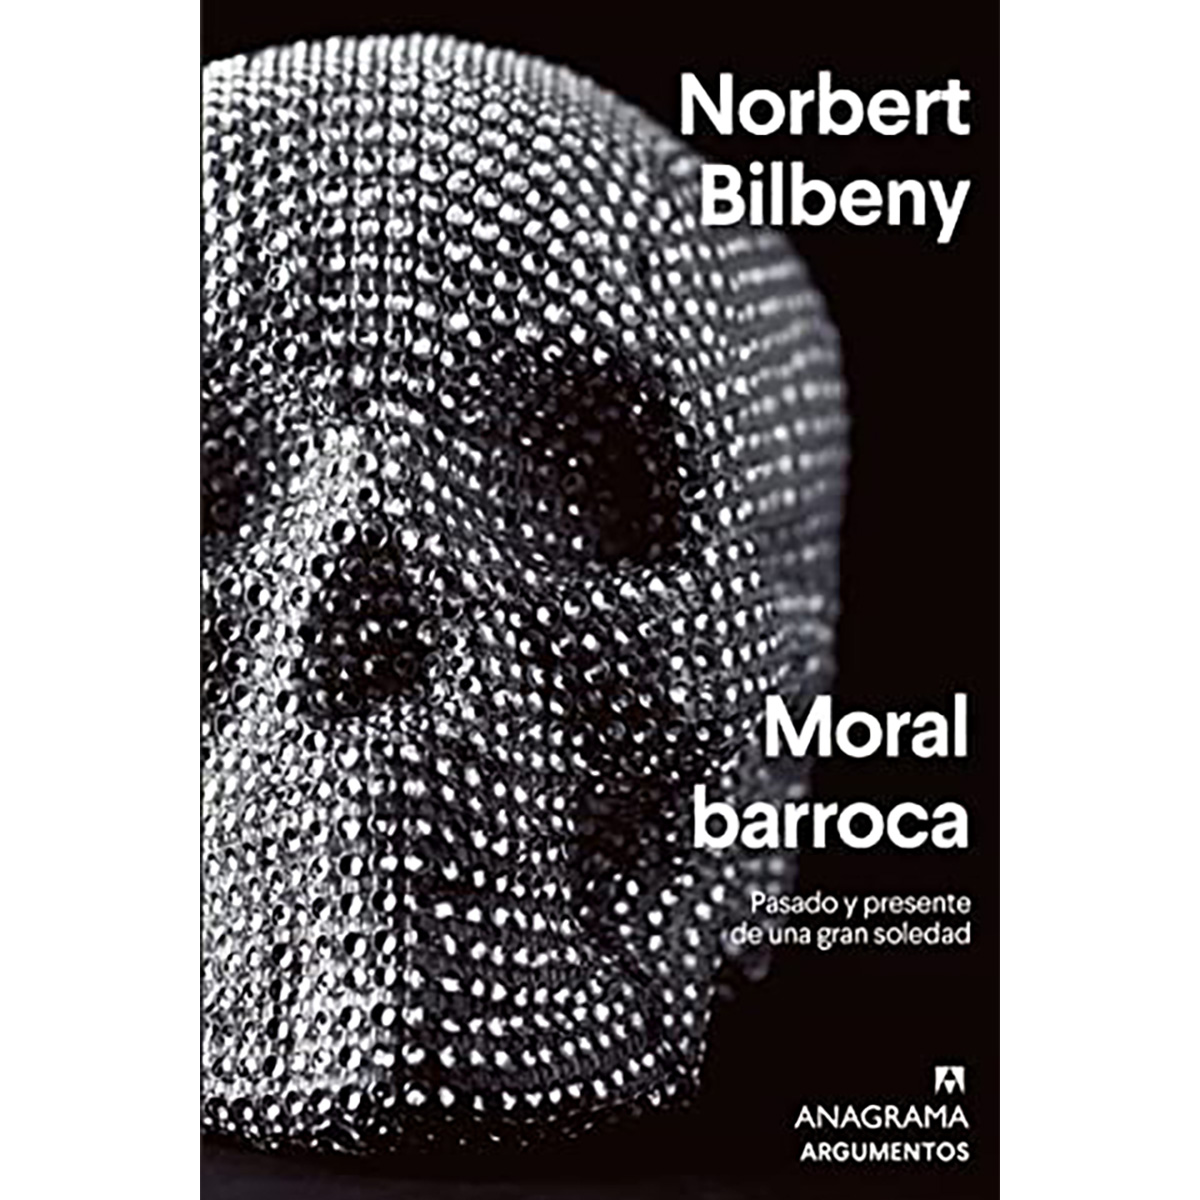 Norbert
Bilbeny
Moral
barroca
Pasado y presente
de una gran soledad
ANAGRAMA
ARGUMENTOS